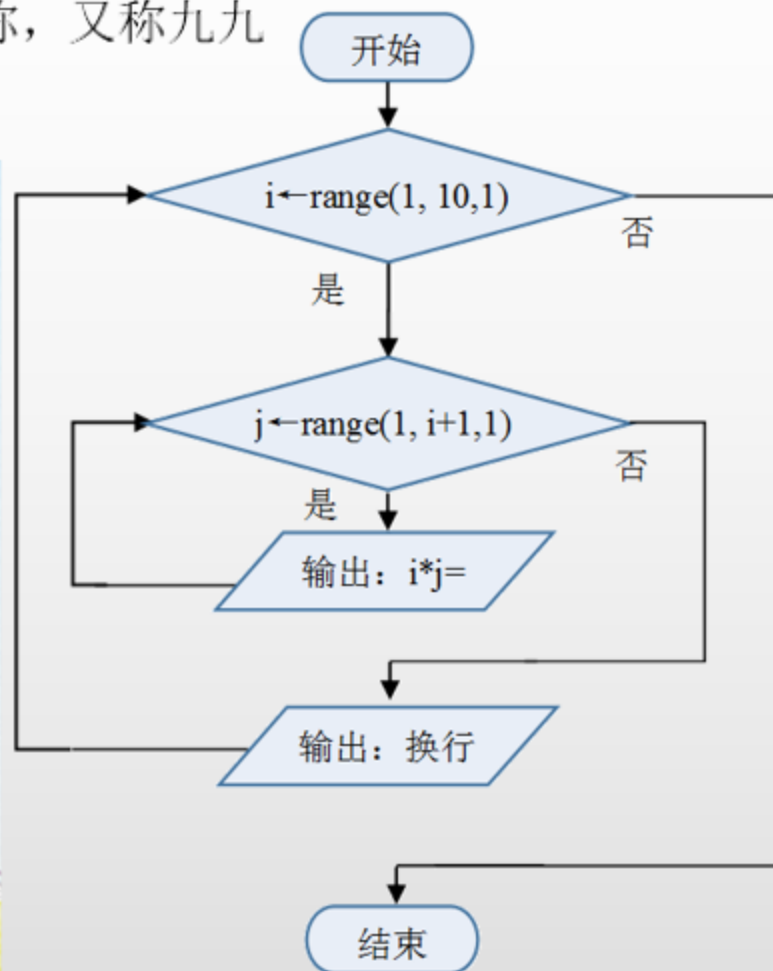 你，又称九九
开始
i←range(1, 10,1)
否
是
j←range(1, i+1,1)
否
是
输出：i*j=
输出：换行
结束